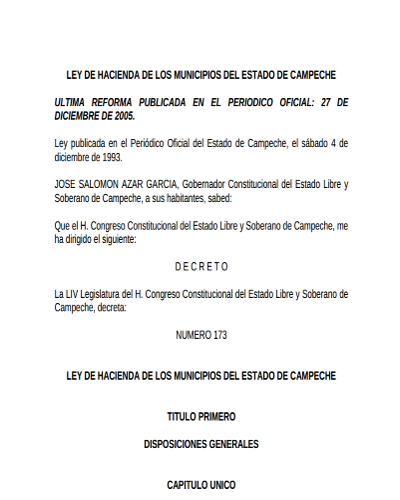 LEY DE HACIENDA DE LOS MUNICIPIOS DEL ESTADO DE CAMPECHE
ULTIMA REFORMA PUBLICADA EN EL PERIODICO OFICIAL: 27 DE
DICIEMBRE DE 2005.
Ley publicada en el Periódico Oficial del Estado de Campeche, el sábado 4 de
diciembre de 1993.
JOSE SALOMON AZAR GARCIA, Gobernador Constitucional del Estado Libre y
Soberano de Campeche, a sus habitantes, sabed:
Que el H. Congreso Constitucional del Estado Libre y Soberano de Campeche, me
ha dirigido el siguiente:
D E C R E T O
La LIV Legislatura del H. Congreso Constitucional del Estado Libre y Soberano de
Campeche, decreta:
NUMERO 173
LEY DE HACIENDA DE LOS MUNICIPIOS DEL ESTADO DE CAMPECHE
TITULO PRIMERO
DISPOSICIONES GENERALES
CAPITULO UNICO